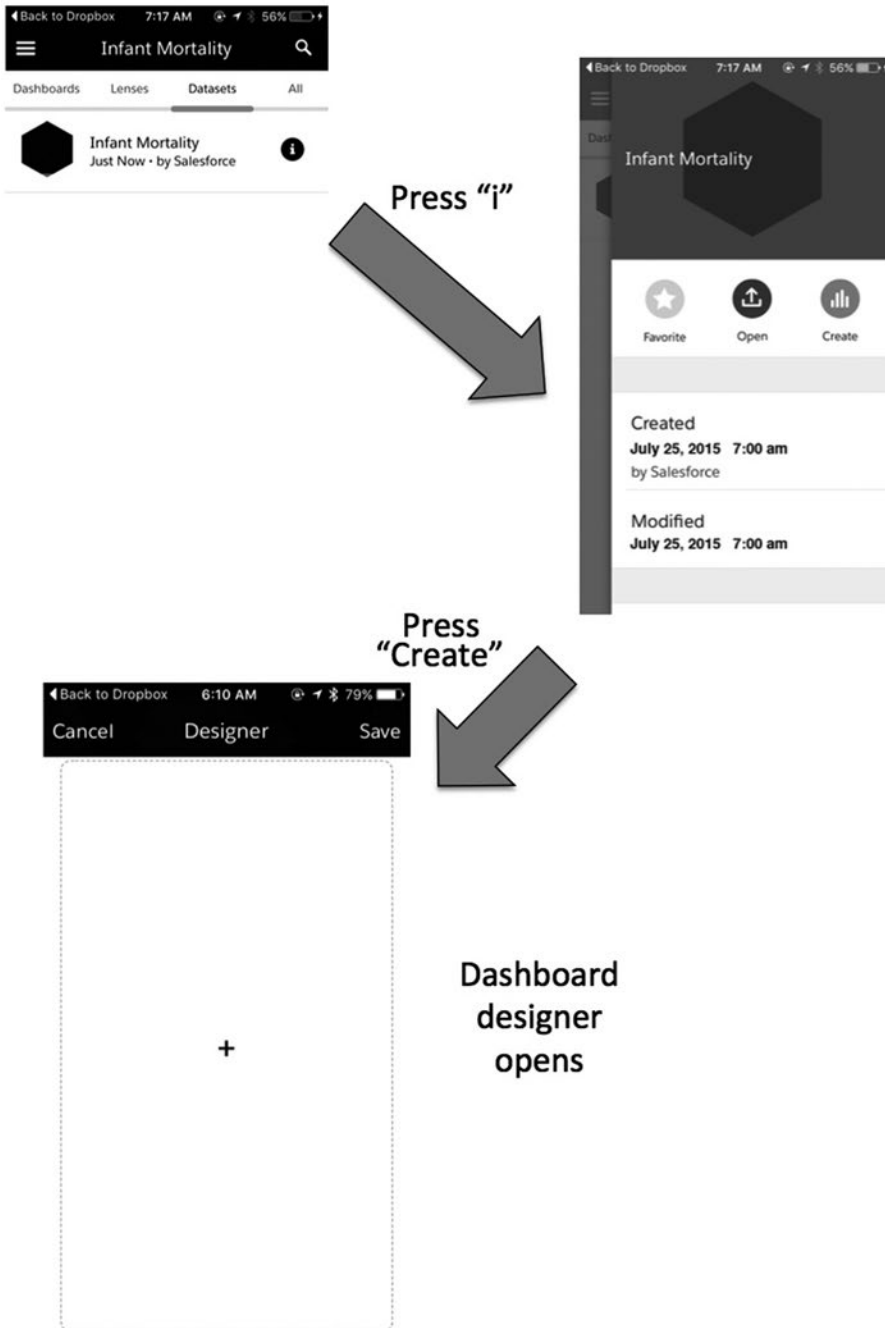 Back to Dropbox 7:17 AM 56%
Infant Mortality
Dashboards Lenses Datasets All
Infant Mortality
Just Now • by Salesforce
i
Press “i”
Back to Dropbox 7:17 AM 56%
Das
Infant Mortality
Favorite Open Create
Created
July 25, 2015 7:00 am
by Salesforce
Modified
July 25, 2015 7:00 am
Press
“Create”
Back to Dropbox 6:10 AM 79%
Cancel Designer Save
+
Dashboard
designer
opens